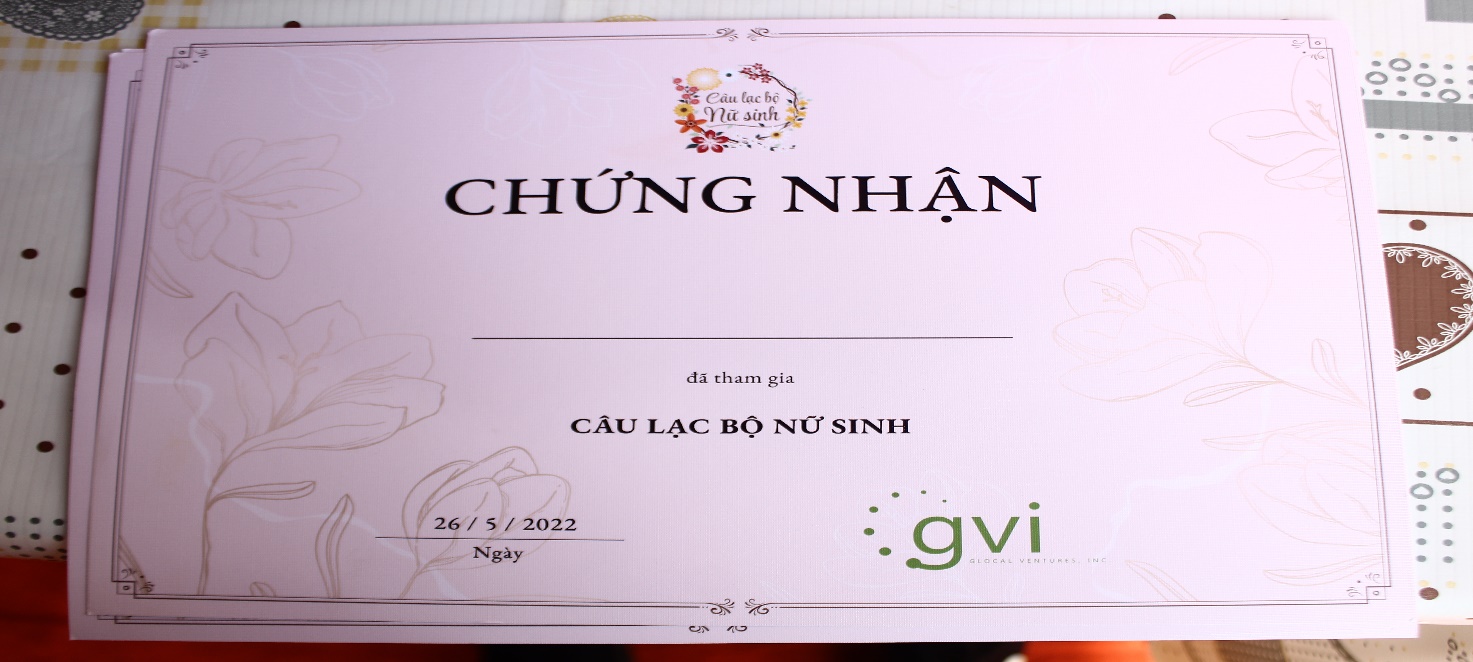 Câu lạc bộ
Nữ sinh
CHỨNG NHẬN
đã tham gia
CÂU LẠC BỘ NỮ SINH
26 / 5 / 2022
Ngày
gvi
GLOCAL VENTURES, INC